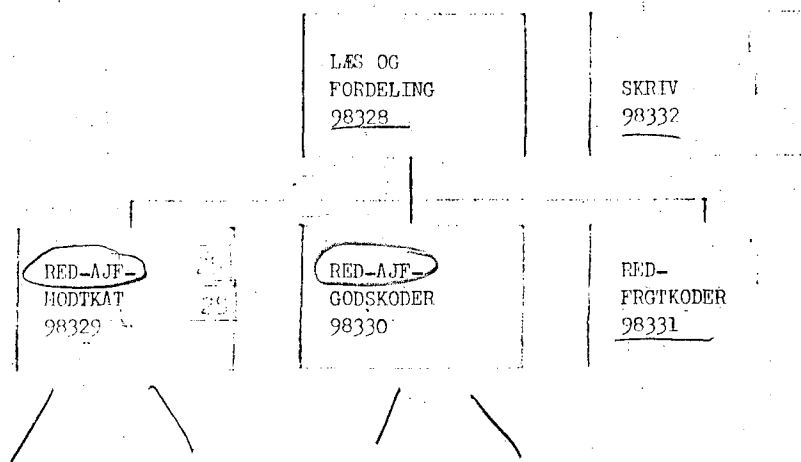 LÆS OG
FORDELING
98328
SKRIV
98332
RED-AJF-
MODTKAT
98329
RED-AJF-
GODSKODER
98330
RED-
FRGTKODER
98331